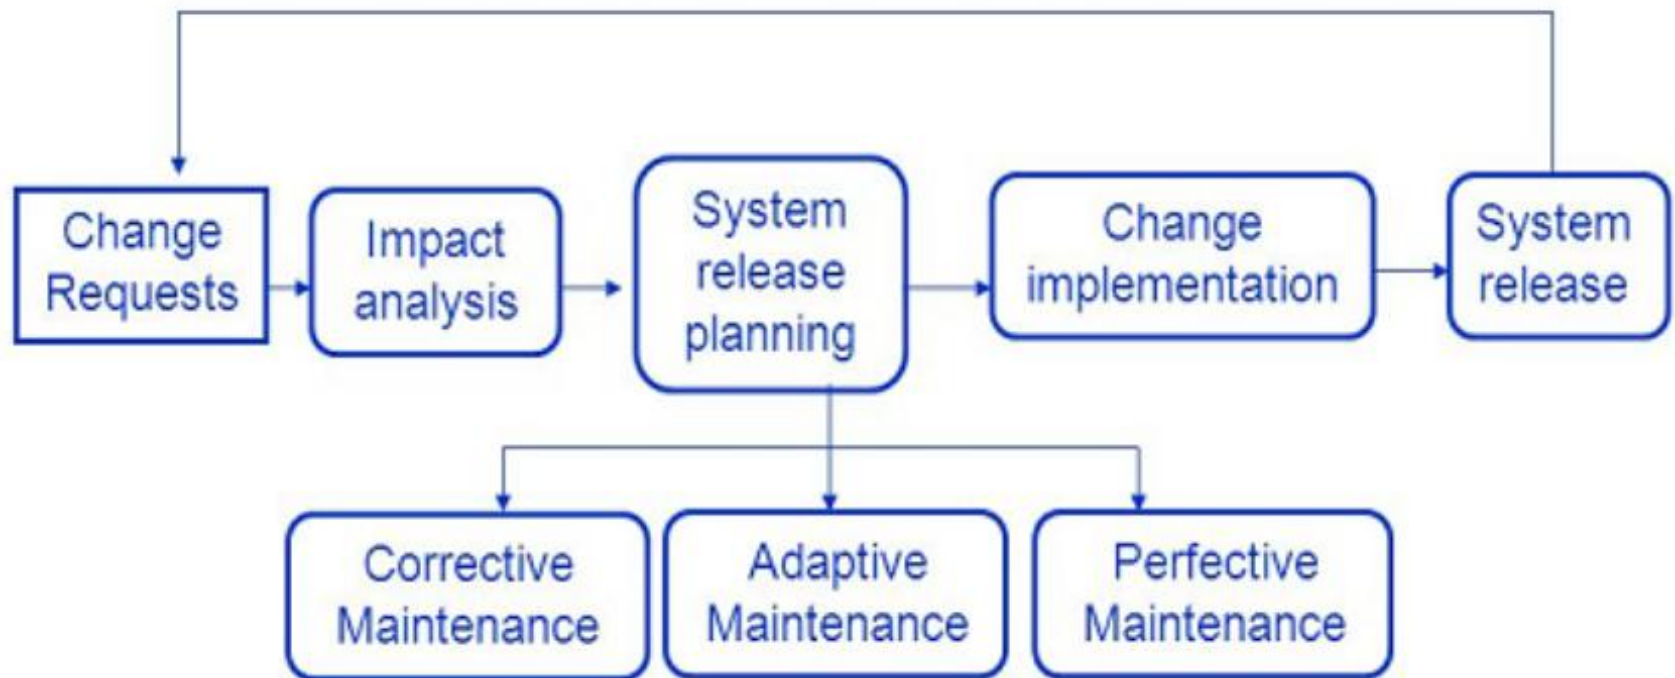 Change
Requests
Impact
analysis
System
release
planning
Change
implementation
System
release
Corrective
Maintenance
Adaptive
Maintenance
Perfective
Maintenance